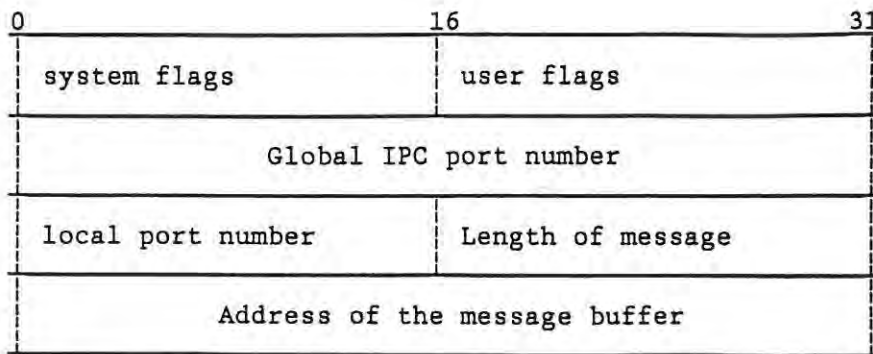 0 16 31
system flags user flags
Global IPC port number
local port number Length of message
Address of the message buffer